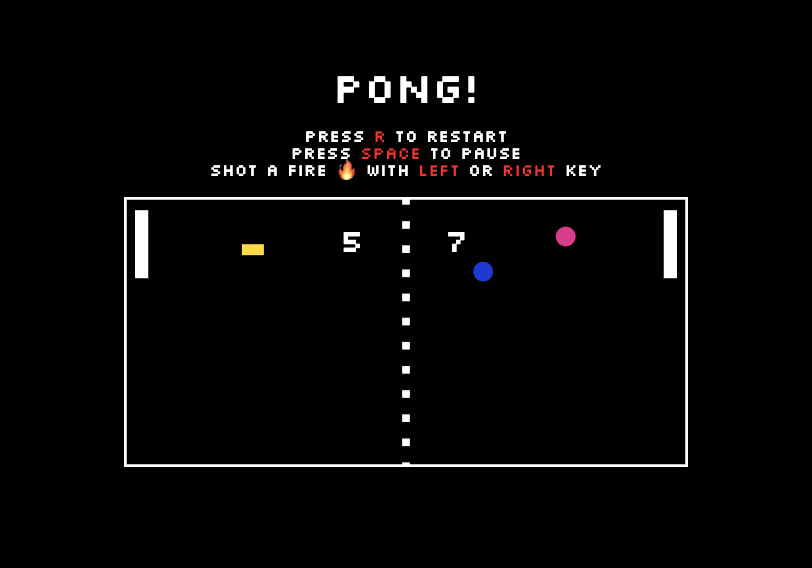 PONG!
PRESS R TO RESTART
PRESS SPACE TO PAUSE
SHOT A FIRE 🔥 WITH LEFT OR RIGHT KEY
5 7